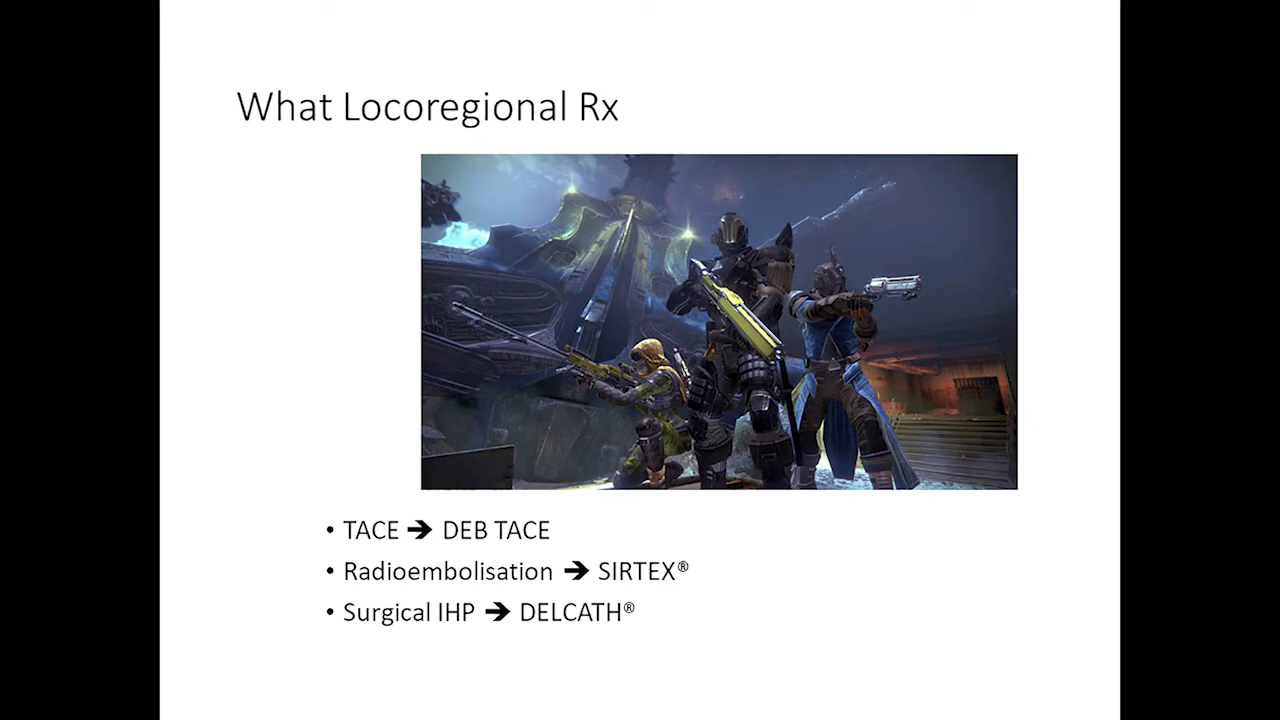 What Locoregional Rx
• TACE ➔ DEB TACE
• Radioembolisation ➔ SIRTEX®
• Surgical IHP ➔ DELCATH®